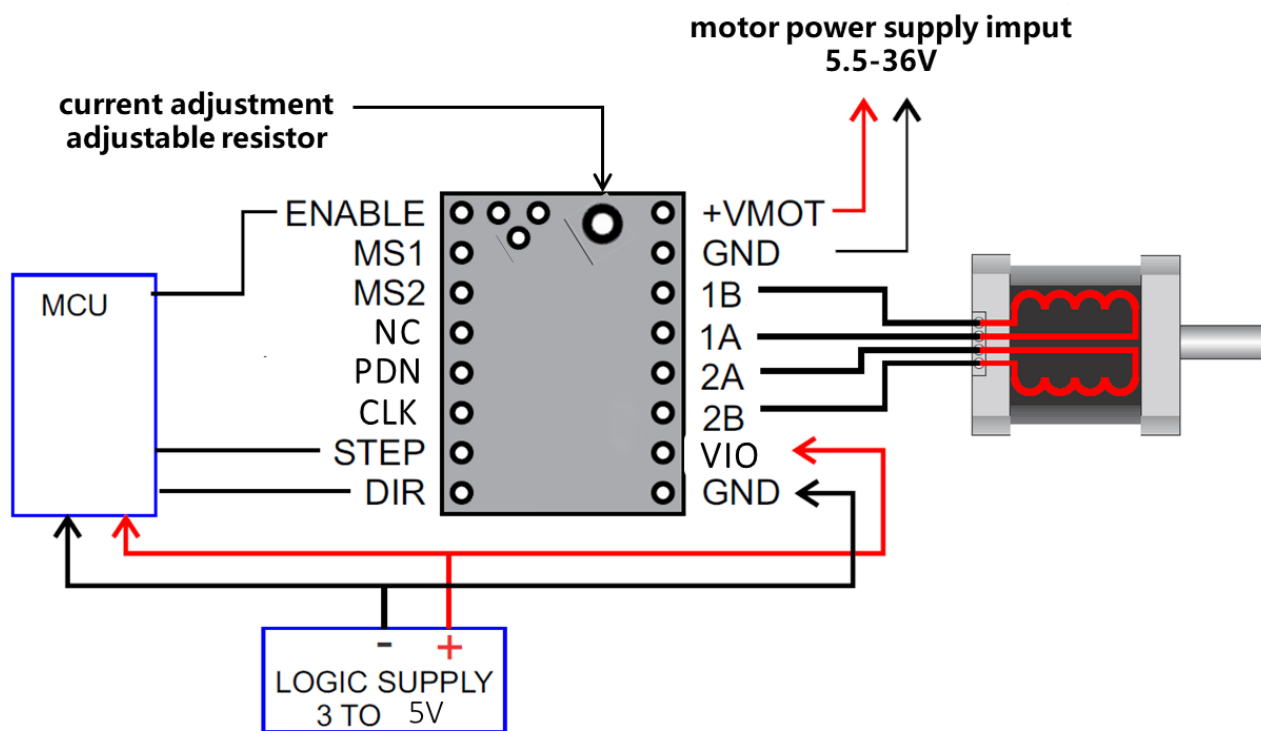 motor power supply imput
5.5-36V
current adjustment
adjustable resistor
ENABLE
MS1
MS2
NC
PDN
CLK
STEP
DIR
+VMOT
GND
1B
1A
2A
2B
VIO
GND
MCU
- +
LOGIC SUPPLY
3 TO 5V